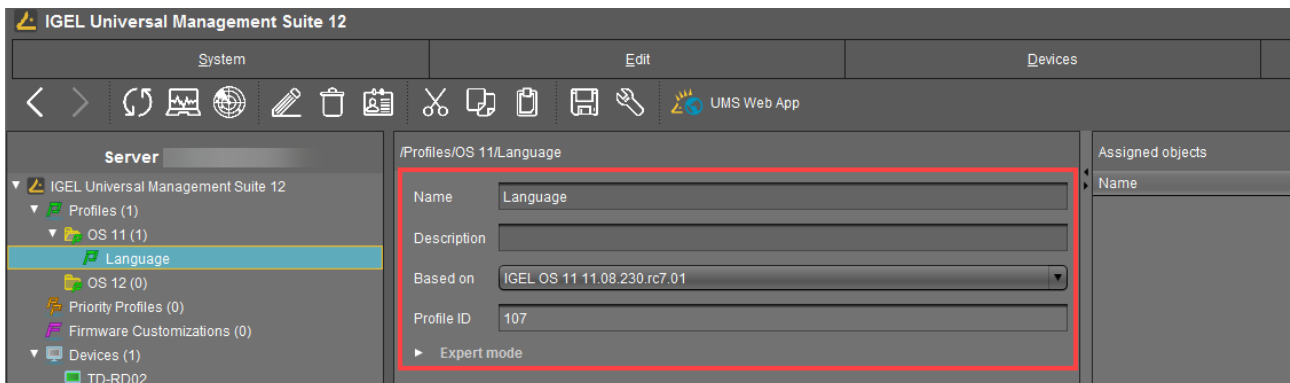 IGEL Universal Management Suite 12
System Edit Devices
UMS Web App
Server
IGEL Universal Management Suite 12
Profiles (1)
OS 11 (1)
Language
OS 12 (0)
Priority Profiles (0)
Firmware Customizations (0)
Devices (1)
TD-RD02
/Profiles/OS 11/Language
Name Language
Description
Based on IGEL OS 11 11.08.230.rc7.01
Profile ID 107
Expert mode
Assigned objects
Name